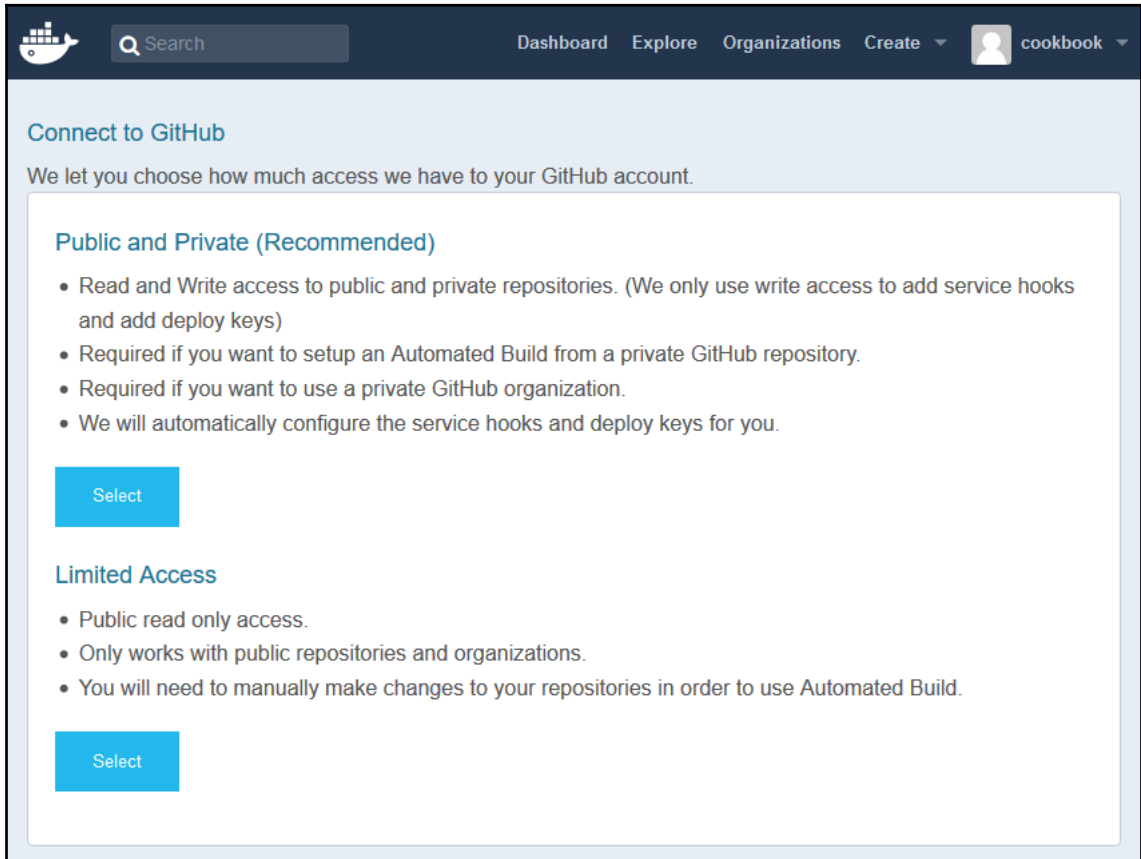 Search
Dashboard Explore Organizations Create cookbook
Connect to GitHub
We let you choose how much access we have to your GitHub account.
Public and Private (Recommended)
• Read and Write access to public and private repositories. (We only use write access to add service hooks
and add deploy keys)
• Required if you want to setup an Automated Build from a private GitHub repository.
• Required if you want to use a private GitHub organization.
• We will automatically configure the service hooks and deploy keys for you.
Select
Limited Access
• Public read only access.
• Only works with public repositories and organizations.
• You will need to manually make changes to your repositories in order to use Automated Build.
Select